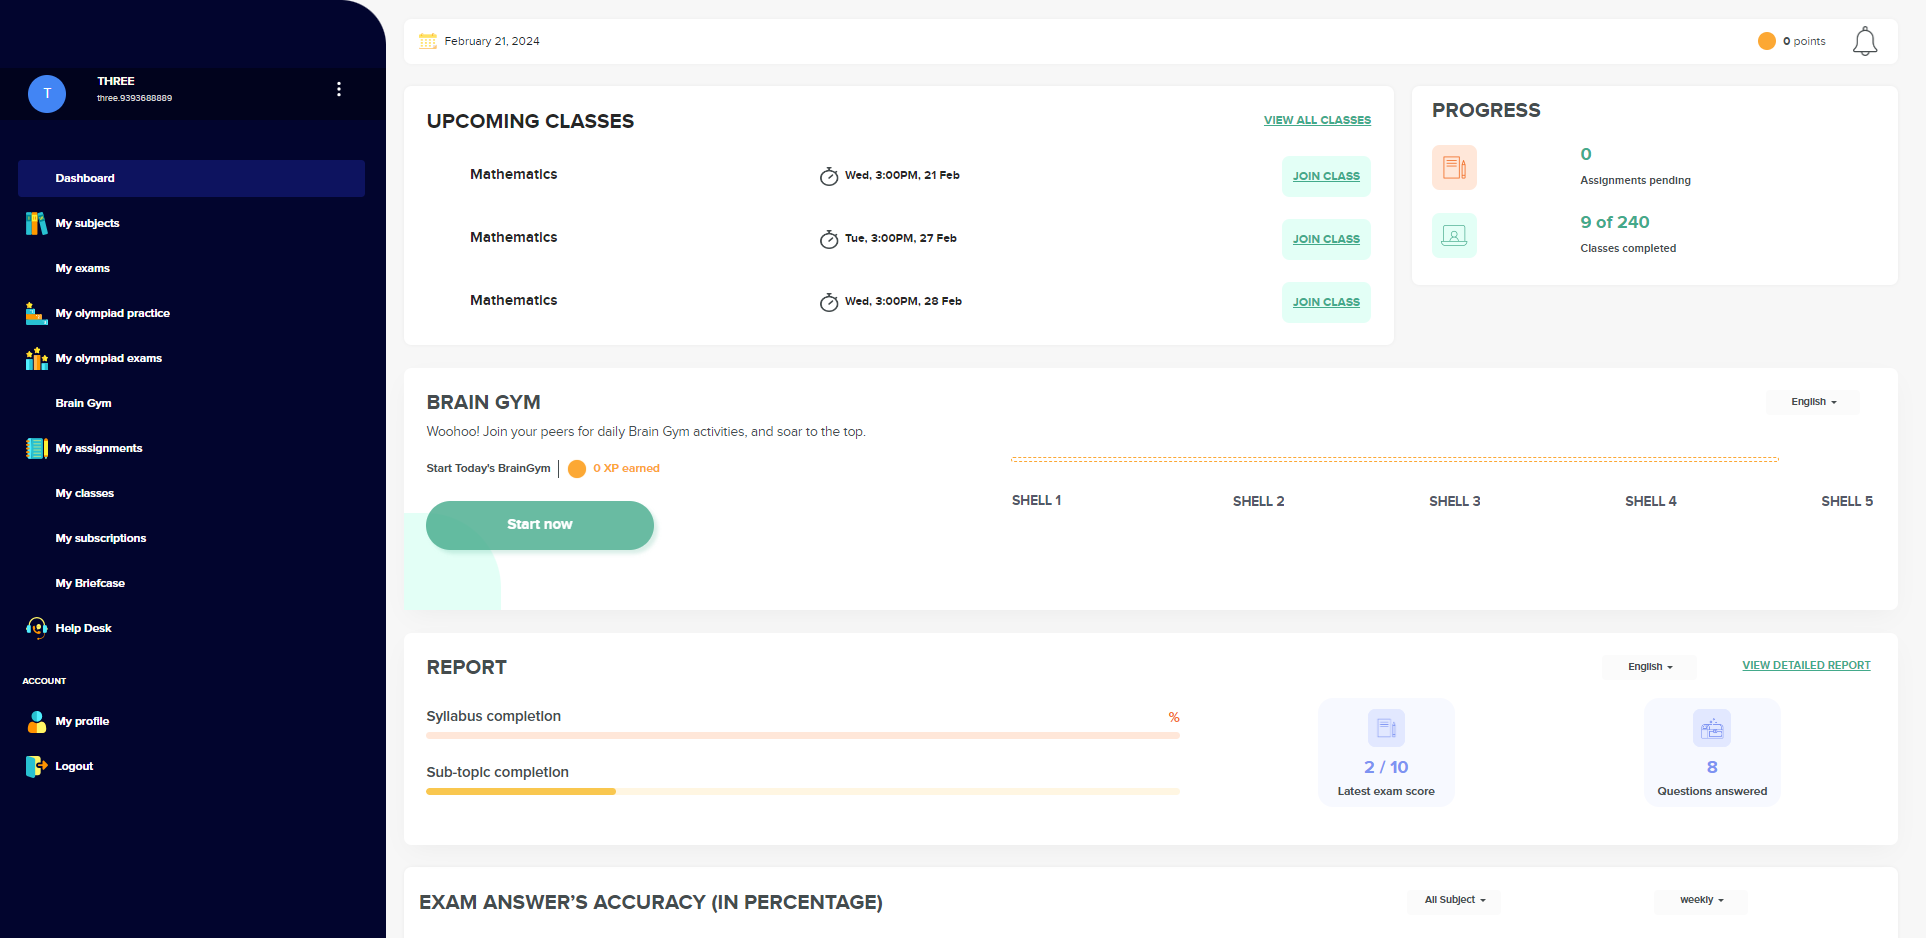 T
THREE
three.9393688889
Dashboard
My subjects
My exams
My olympiad practice
My olympiad exams
Brain Gym
My assignments
My classes
My subscriptions
My Briefcase
Help Desk
ACCOUNT
My profile
Logout
February 21, 2024
0 points
UPCOMING CLASSES
VIEW ALL CLASSES
Mathematics
Wed, 3:00PM, 21 Feb
JOIN CLASS
Mathematics
Tue, 3:00PM, 27 Feb
JOIN CLASS
Mathematics
Wed, 3:00PM, 28 Feb
JOIN CLASS
PROGRESS
0
Assignments pending
9 of 240
Classes completed
BRAIN GYM
English
Woohoo! Join your peers for daily Brain Gym activities, and soar to the top.
Start Today's BrainGym
0 XP earned
Start now
SHELL 1
SHELL 2
SHELL 3
SHELL 4
SHELL 5
REPORT
English
VIEW DETAILED REPORT
Syllabus completion
%
Sub-topic completion
2 / 10
Latest exam score
8
Questions answered
EXAM ANSWER’S ACCURACY (IN PERCENTAGE)
All Subject
weekly